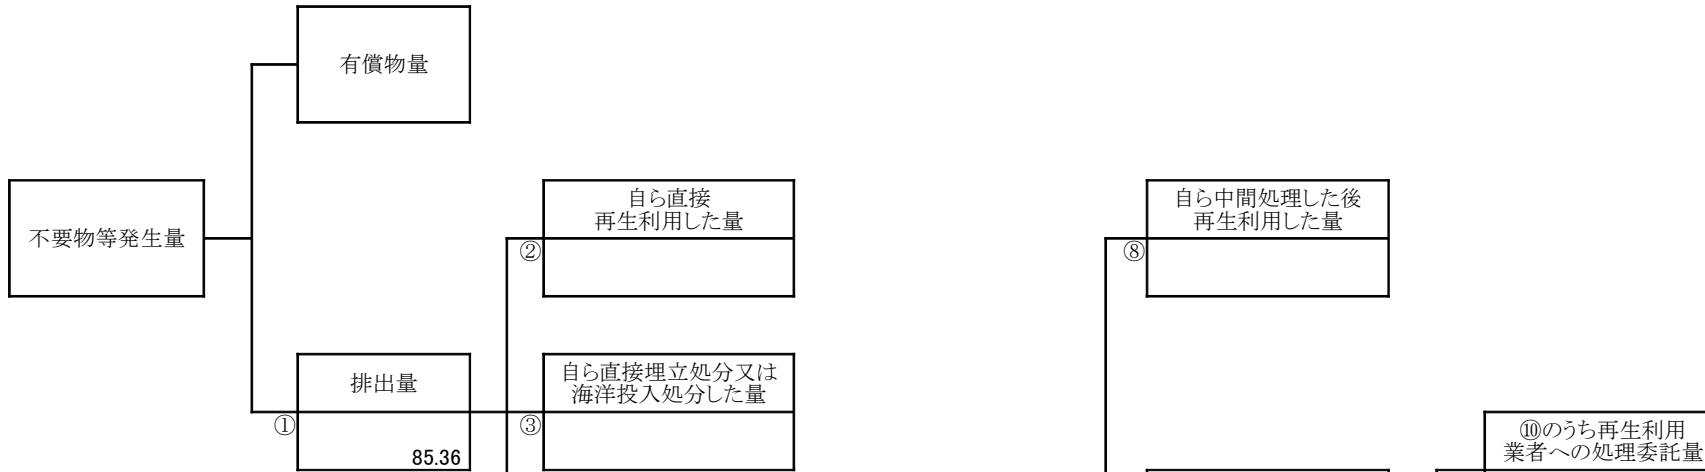 有償物量
不要物等発生量
自ら直接
再生利用した量
②
自ら中間処理した後
再生利用した量
⑧
排出量
①
85.36
自ら直接埋立処分又は
海洋投入処分した量
③
⑩のうち再生利用
業者への処理委託量